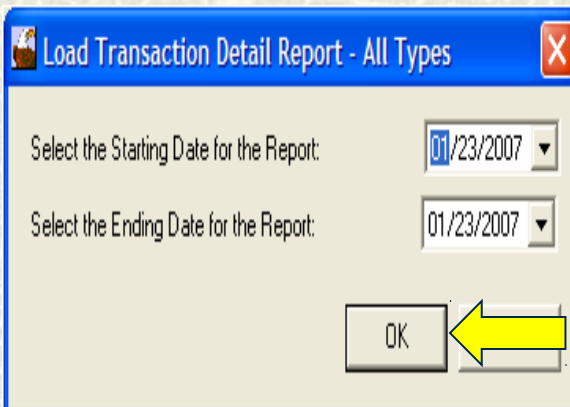 Load Transaction Detail Report - All Types
Select the Starting Date for the Report: 01/23/2007
Select the Ending Date for the Report: 01/23/2007
OK